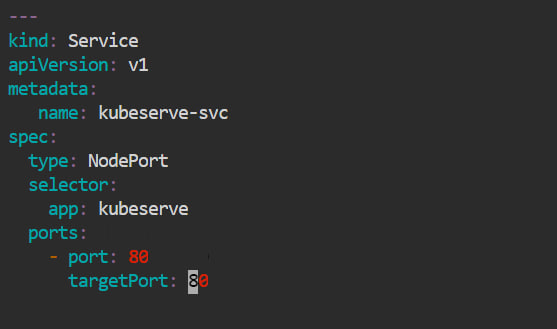 ---
kind: Service
apiVersion: v1
metadata:
   name: kubeserve-svc
spec:
  type: NodePort
  selector:
    app: kubeserve
  ports:
    - port: 80
      targetPort: 80